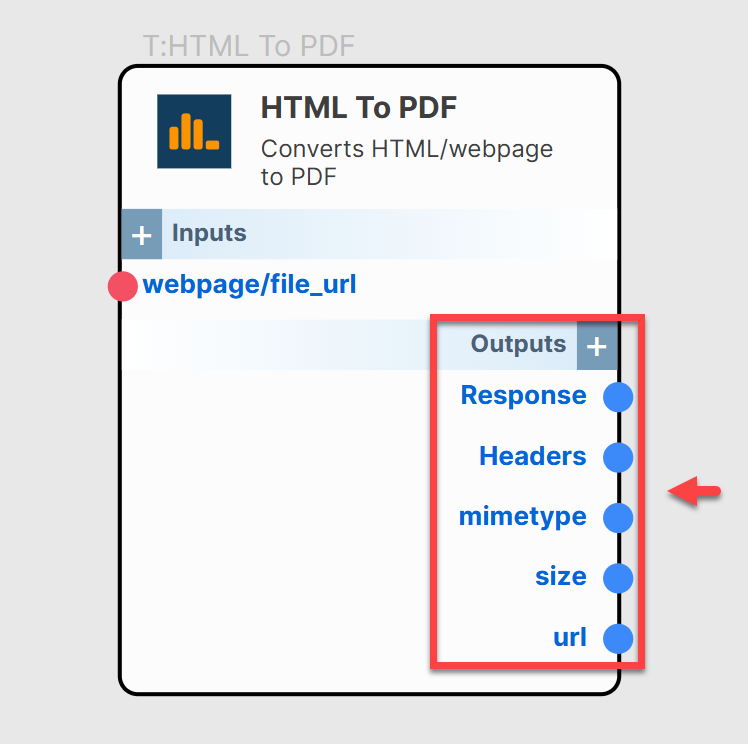 T:HTML To PDF
HTML To PDF
Converts HTML/webpage
to PDF
+ Inputs
webpage/file_url
Outputs +
Response
Headers
mimetype
size
url